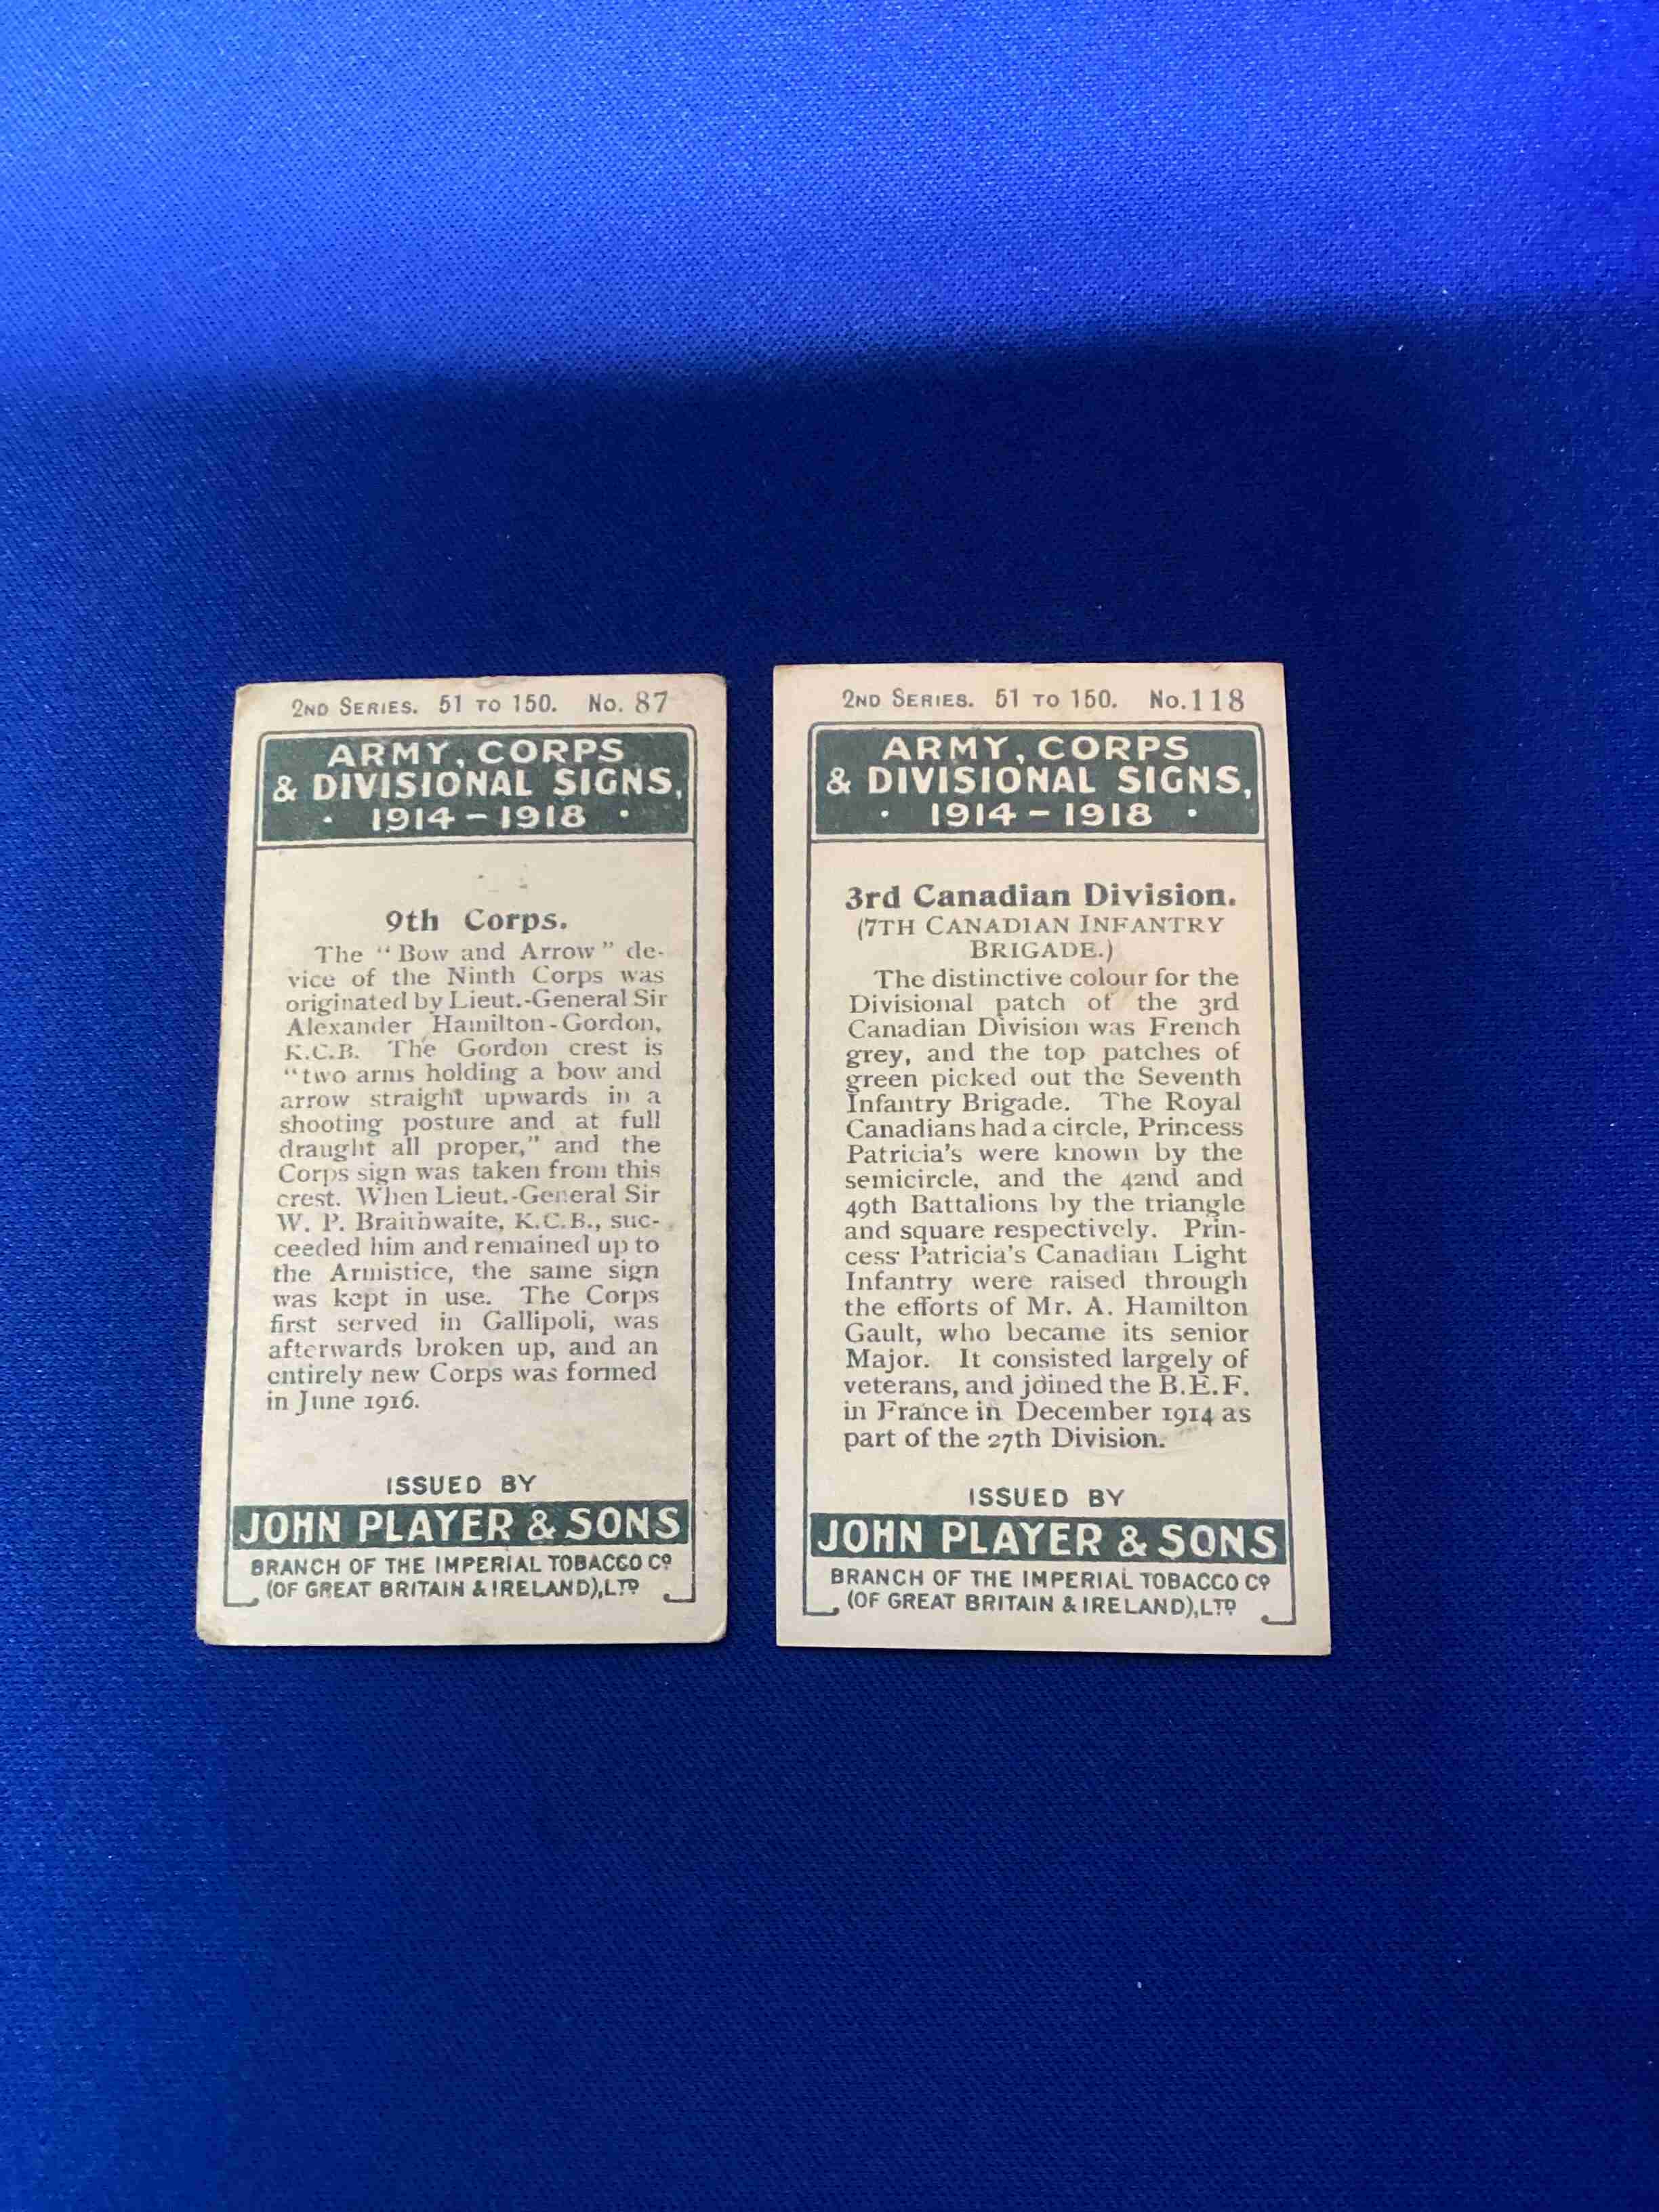 2ND SERIES. 51 TO 150. No. 87
ARMY, CORPS
& DIVISIONAL SIGNS,
· 1914-1918 ·
9th Corps.
The "Bow and Arrow" de-
vice of the Ninth Corps was
originated by Lieut.-General Sir
Alexander Hamilton-Gordon,
K.C.B. The Gordon crest is
"two arms holding a bow and
arrow straight upwards in a
shooting posture and at full
draught all proper," and the
Corps sign was taken from this
crest. When Lieut.-General Sir
W. P. Braithwaite, K.C.B., suc-
ceeded him and remained up to
the Armistice, the same sign
was kept in use. The Corps
first served in Gallipoli, was
afterwards broken up, and an
entirely new Corps was formed
in June 1916.
ISSUED BY
JOHN PLAYER & SONS
BRANCH OF THE IMPERIAL TOBACCO Co
(OF GREAT BRITAIN & IRELAND), LTD
2ND SERIES. 51 TO 150. No. 118
ARMY, CORPS
& DIVISIONAL SIGNS,
· 1914-1918 ·
3rd Canadian Division.
(7TH CANADIAN INFANTRY
BRIGADE.)
The distinctive colour for the
Divisional patch of the 3rd
Canadian Division was French
grey, and the top patches of
green picked out the Seventh
Infantry Brigade. The Royal
Canadians had a circle, Princess
Patricia's were known by the
semicircle, and the 42nd and
49th Battalions by the triangle
and square respectively. Prin-
cess Patricia's Canadian Light
Infantry were raised through
the efforts of Mr. A. Hamilton
Gault, who became its senior
Major. It consisted largely of
veterans, and joined the B.E.F.
in France in December 1914 as
part of the 27th Division.
ISSUED BY
JOHN PLAYER & SONS
BRANCH OF THE IMPERIAL TOBACCO Co
(OF GREAT BRITAIN & IRELAND), LTD